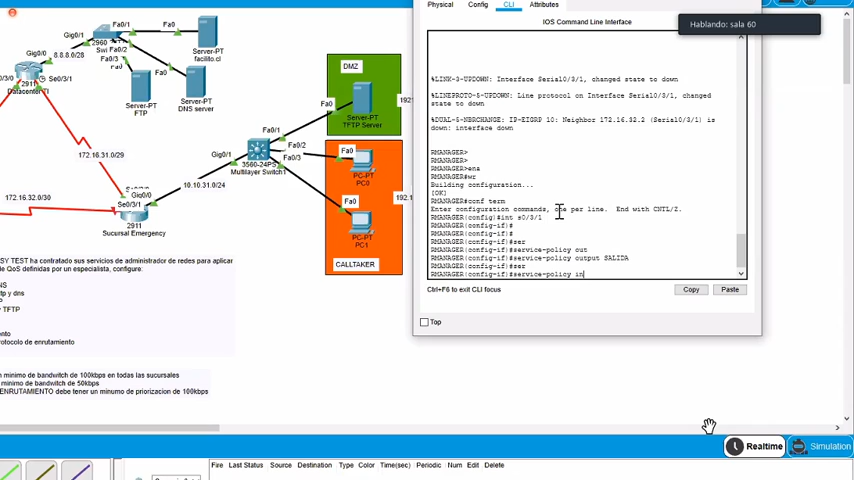 Physical Config CLI Attributes
IOS Command Line Interface
Hablando: sala 60
%LINK-3-UPDOWN: Interface Serial0/3/1, changed state to down
%LINEPROTO-5-UPDOWN: Line protocol on Interface Serial0/3/1, changed
state to down
%DUAL-5-NBRCHANGE: IP-EIGRP 10: Neighbor 172.16.32.2 (Serial0/3/1) is
down: interface down
RMANAGER>
RMANAGER>
RMANAGER>ena
RMANAGER#wr
Building configuration...
[OK]
RMANAGER#conf term
Enter configuration commands, one per line. End with CNTL/Z.
RMANAGER(config)#int s0/3/1
RMANAGER(config-if)#
RMANAGER(config-if)#
RMANAGER(config-if)#ser
RMANAGER(config-if)#service-policy out
RMANAGER(config-if)#service-policy output SALIDA
RMANAGER(config-if)#ser
RMANAGER(config-if)#service-policy in
Ctrl+F6 to exit CLI focus
Copy
Paste
Top
Fa0/1
Gig0/1
2960
Swi
Fa0/2
Fa0/3
Fa0
Fa0
Gig0/0
8.8.8.0/28
2911
Datacenter TI
Se0/3/1
3/0
Server-PT
facilito.cl
Server-PT
FTP
Server-PT
DNS server
172.16.31.0/29
172.16.32.0/30
Gig0/0
Se0/3/1
2911
Sucursal Emergency
10.10.31.0/24
Gig0/1
Fa0/1
Fa0/2
Fa0/3
3560-24PS
Multilayer Switch1
DMZ
Fa0
Server-PT
TFTP Server
192
Fa0
PC-PT
PC0
192.1
Fa0
PC-PT
PC1
CALLTAKER
SY TEST ha contratado sus servicios de administrador de redes para aplicar
de QoS definidas por un especialista, configure:
NS
tp y dns
y TFTP
onto
otocolo de enrutamiento
n minimo de bandwitch de 100kbps en todas las sucursales
minimo de bandwitch de 50kbps
ENRUTAMIENTO debe tener un minumo de priorizacion de 100kbps
Realtime
Simulation
Fire Last Status Source Destination Type Color Time(sec) Periodic Num Edit Delete